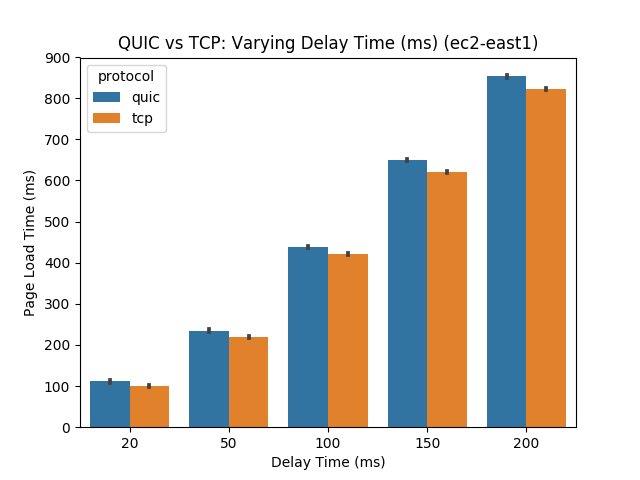 QUIC vs TCP: Varying Delay Time (ms) (ec2-east1)
protocol
quic
tcp
Page Load Time (ms)
900
800
700
600
500
400
300
200
100
0
20 50 100 150 200
Delay Time (ms)